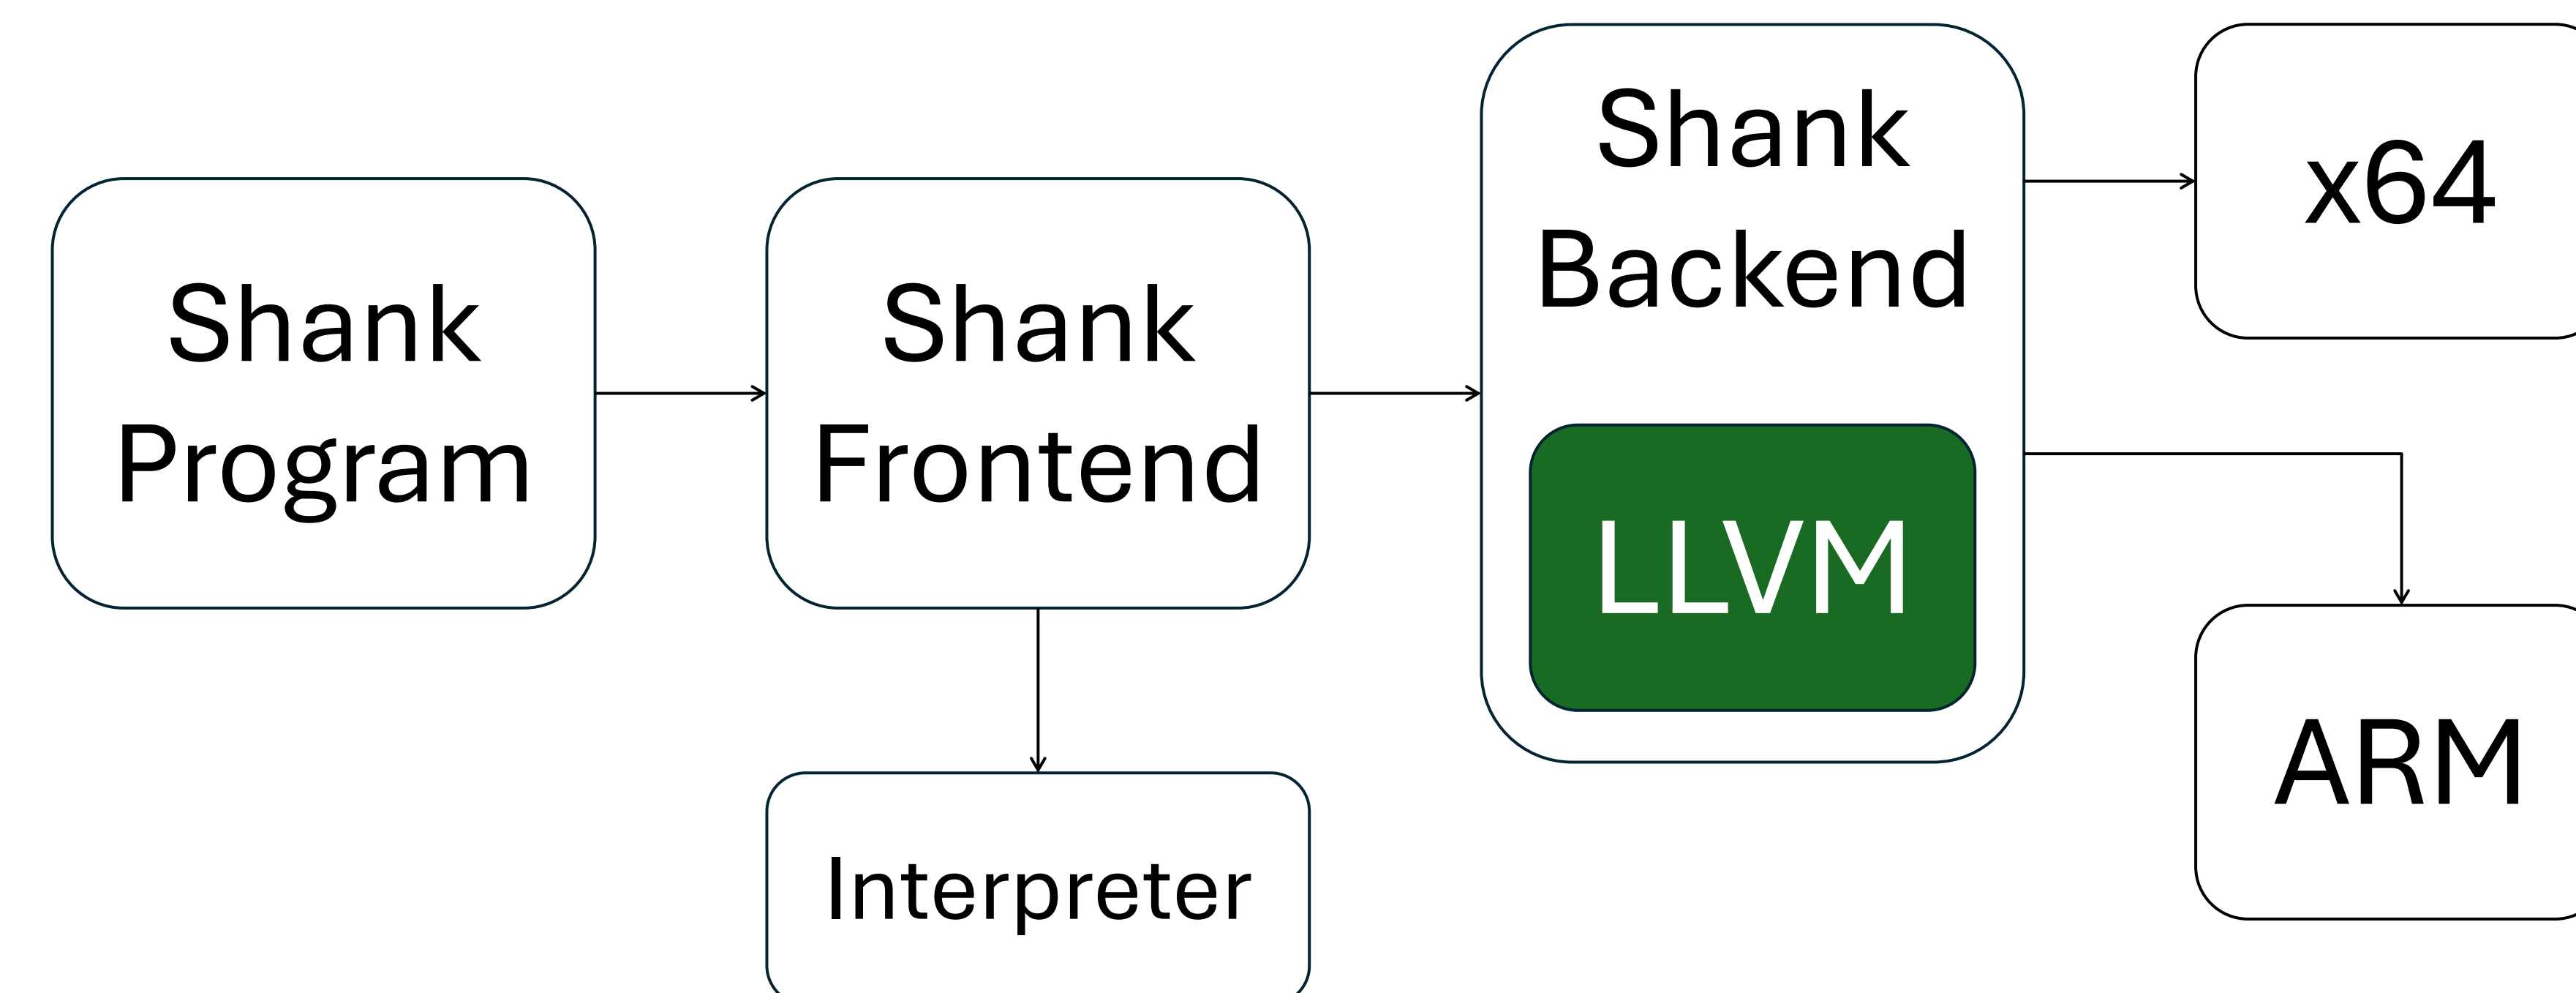 Shank
Program
Shank
Frontend
Interpreter
Shank
Backend
LLVM
x64
ARM